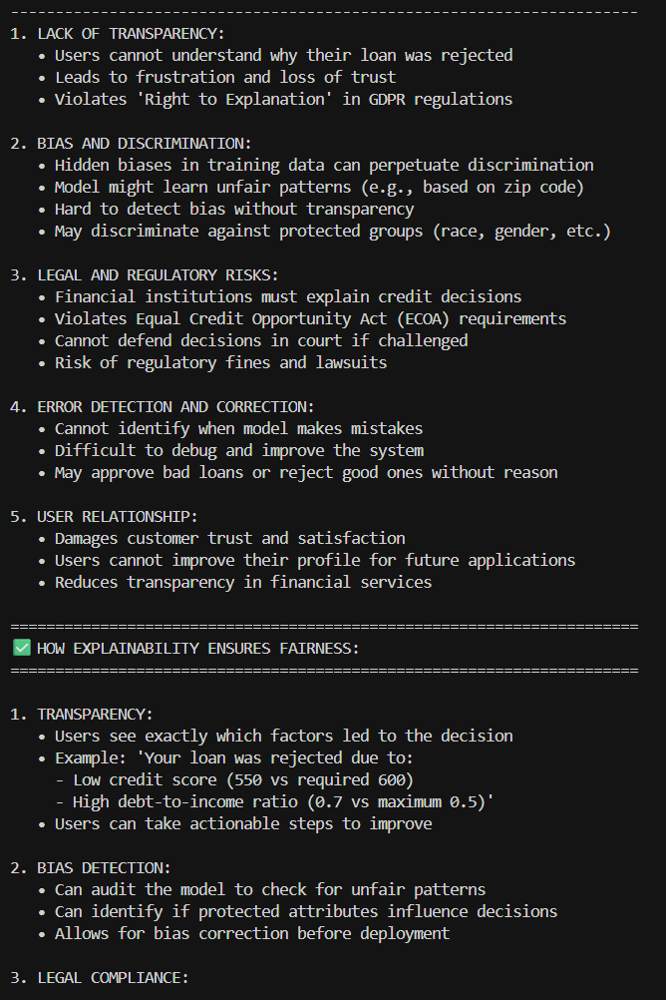 ----------------------------------------------------------------------
1. LACK OF TRANSPARENCY:
   • Users cannot understand why their loan was rejected
   • Leads to frustration and loss of trust
   • Violates 'Right to Explanation' in GDPR regulations

2. BIAS AND DISCRIMINATION:
   • Hidden biases in training data can perpetuate discrimination
   • Model might learn unfair patterns (e.g., based on zip code)
   • Hard to detect bias without transparency
   • May discriminate against protected groups (race, gender, etc.)

3. LEGAL AND REGULATORY RISKS:
   • Financial institutions must explain credit decisions
   • Violates Equal Credit Opportunity Act (ECOA) requirements
   • Cannot defend decisions in court if challenged
   • Risk of regulatory fines and lawsuits

4. ERROR DETECTION AND CORRECTION:
   • Cannot identify when model makes mistakes
   • Difficult to debug and improve the system
   • May approve bad loans or reject good ones without reason

5. USER RELATIONSHIP:
   • Damages customer trust and satisfaction
   • Users cannot improve their profile for future applications
   • Reduces transparency in financial services

======================================================================
✅ HOW EXPLAINABILITY ENSURES FAIRNESS:
======================================================================

1. TRANSPARENCY:
   • Users see exactly which factors led to the decision
   • Example: 'Your loan was rejected due to:
     - Low credit score (550 vs required 600)
     - High debt-to-income ratio (0.7 vs maximum 0.5)'
   • Users can take actionable steps to improve

2. BIAS DETECTION:
   • Can audit the model to check for unfair patterns
   • Can identify if protected attributes influence decisions
   • Allows for bias correction before deployment

3. LEGAL COMPLIANCE: